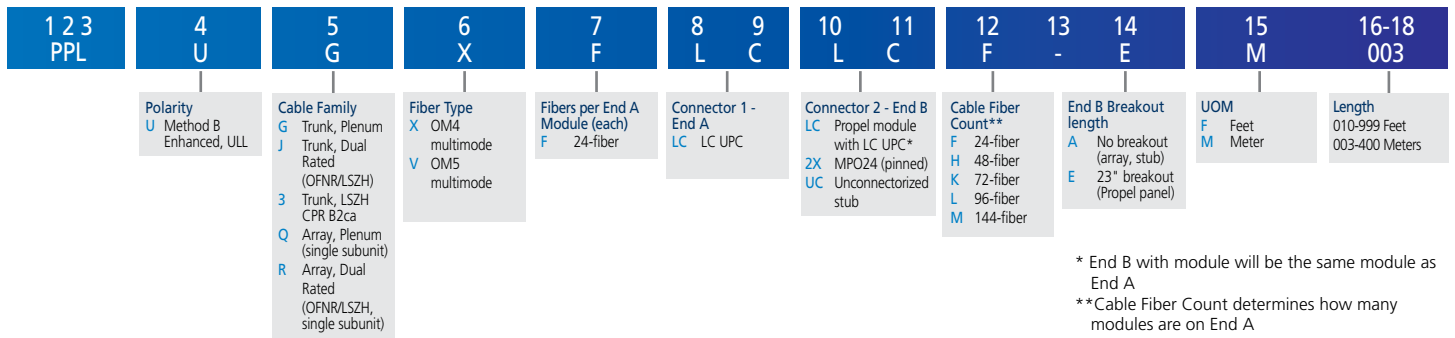 1 2 3 4 5 6 7 8 9 10 11 12 13 14 15 16-18
PPL U G X F L C L C F - E M 003
Polarity
U Method B
Enhanced, ULL
Cable Family
G Trunk, Plenum
J Trunk, Dual
Rated
(OFNR/LSZH)
3 Trunk, LSZH
CPR B2ca
Q Array, Plenum
(single subunit)
R Array, Dual
Rated
(OFNR/LSZH,
single subunit)
Fiber Type
X OM4
multimode
V OM5
multimode
Fibers per End A
Module (each)
F 24-fiber
Connector 1 -
End A
LC LC UPC
Connector 2 - End B
LC Propel module
with LC UPC*
2X MPO24 (pinned)
UC Unconnectorized
stub
Cable Fiber
Count**
F 24-fiber
H 48-fiber
K 72-fiber
L 96-fiber
M 144-fiber
End B Breakout
length
A No breakout
(array, stub)
E 23" breakout
(Propel panel)
UOM
F Feet
M Meter
Length
010-999 Feet
003-400 Meters
* End B with module will be the same module as
End A
**Cable Fiber Count determines how many
modules are on End A